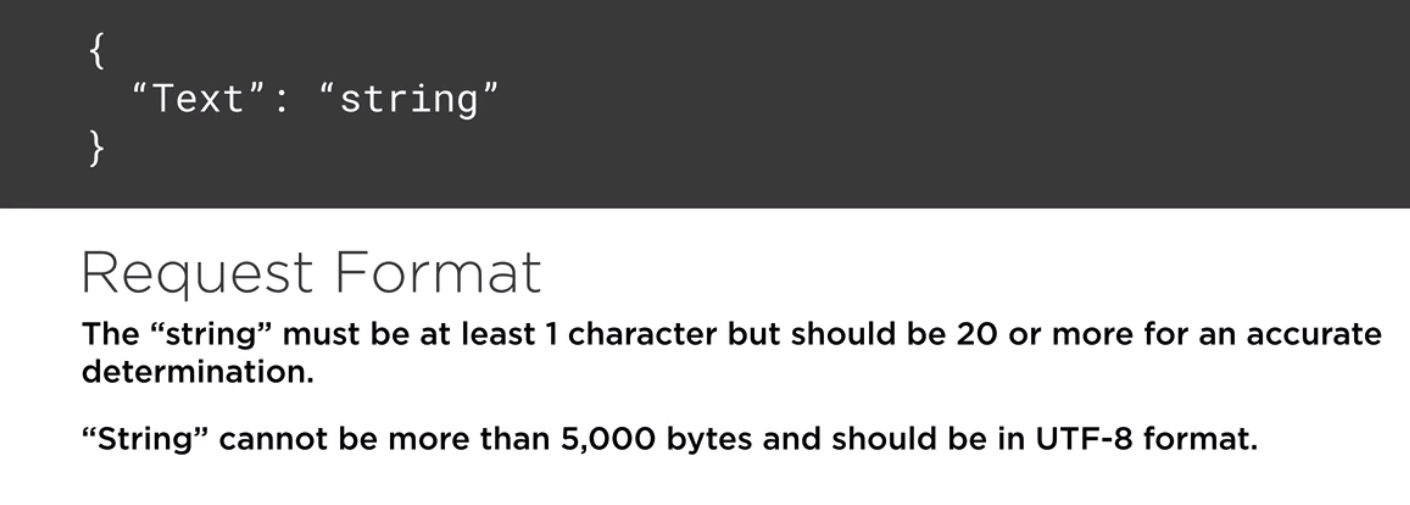 {
“Text”: “string”
}
Request Format
The “string” must be at least 1 character but should be 20 or more for an accurate
determination.
“String” cannot be more than 5,000 bytes and should be in UTF-8 format.